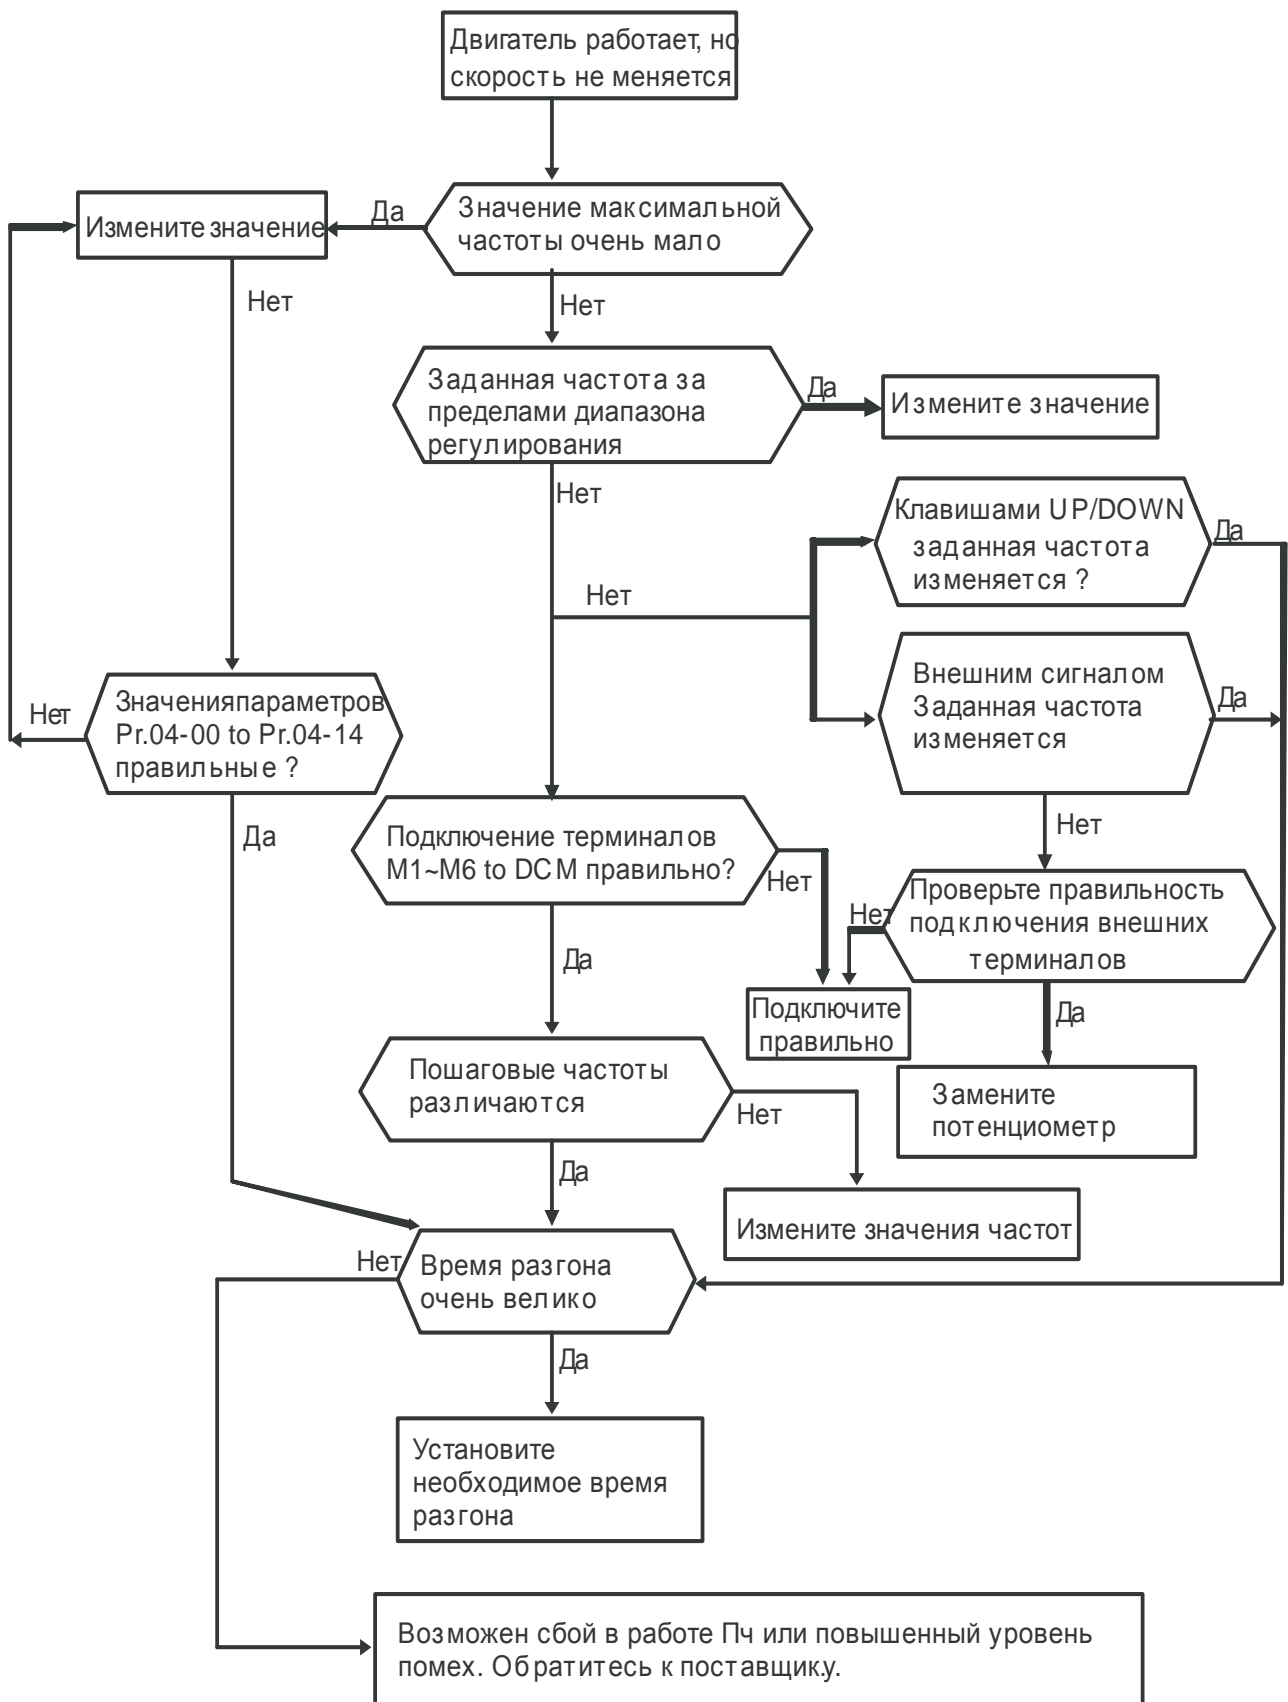 Двигатель работает, но
скорость не меняется
Значение максимальной
частоты очень мало
Да
Измените значение
Нет
Нет
Заданная частота за
пределами диапазона
регулирования
Да
Измените значение
Нет
Клавишами UP/DOWN
заданная частота
изменяется ?
Да
Нет
Внешним сигналом
Заданная частота
изменяется
Да
Значенияпараметров
Pr.04-00 to Pr.04-14
правильные ?
Нет
Да
Нет
Подключение терминалов
M1~M6 to DCM правильно?
Нет
Проверьте правильность
подключения внешних
терминалов
Нет
Да
Да
Подключите
правильно
Пошаговые частоты
различаются
Нет
Замените
потенциометр
Да
Измените значения частот
Время разгона
очень велико
Нет
Да
Установите
необходимое время
разгона
Возможен сбой в работе Пч или повышенный уровень
помех. Обратитесь к поставщик.у.